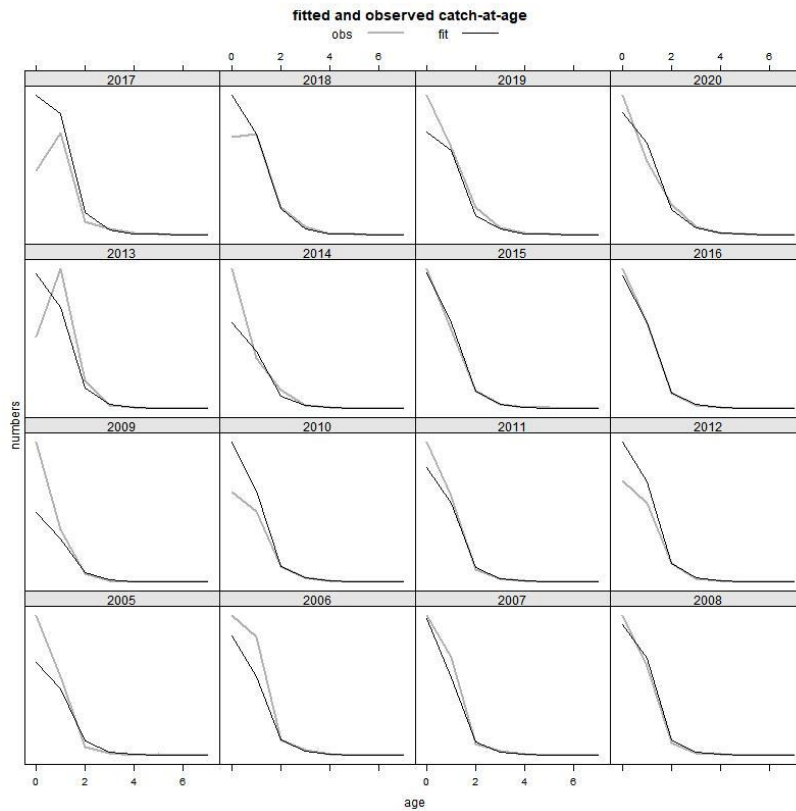 fitted and observed catch-at-age
obs fit
0 2 4 6 0 2 4 6
2017 2018 2019 2020
2013 2014 2015 2016
2009 2010 2011 2012
2005 2006 2007 2008
numbers
0 2 4 6 0 2 4 6
age